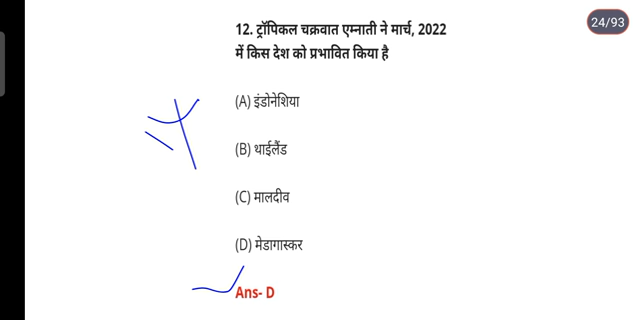 24/93
12. ट्रॉपिकल चक्रवात एम्नाती ने मार्च, 2022
में किस देश को प्रभावित किया है
(A) इंडोनेशिया
(B) थाईलैंड
(C) मालदीव
(D) मेडागास्कर
Ans- D